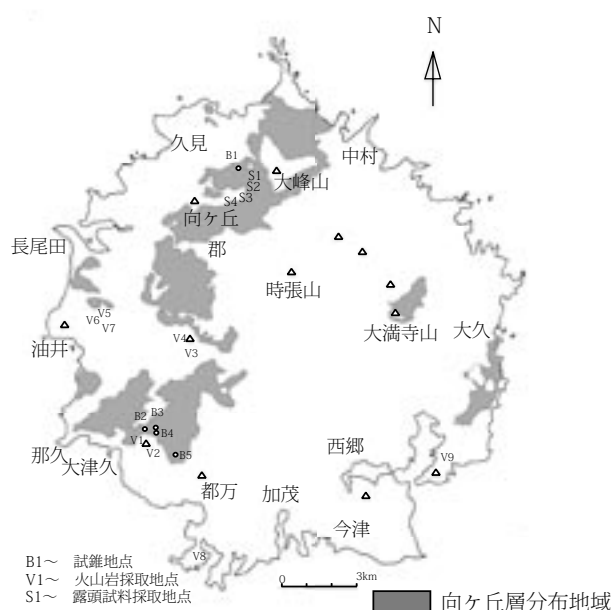 N
久見
B1
中村
S1
大峰山
S2
S3
S4
向ケ丘
長尾田
郡
時張山
V5
V6
V7
大満寺山
大久
V4
油井
V3
B3
B2
B4
V1
西郷
V2
B5
V9
那久
大津久
都万
加茂
今津
V8
B1～ 試錐地点
V1～ 火山岩採取地点
S1～ 露頭試料採取地点
0 3km
向ケ丘層分布地域